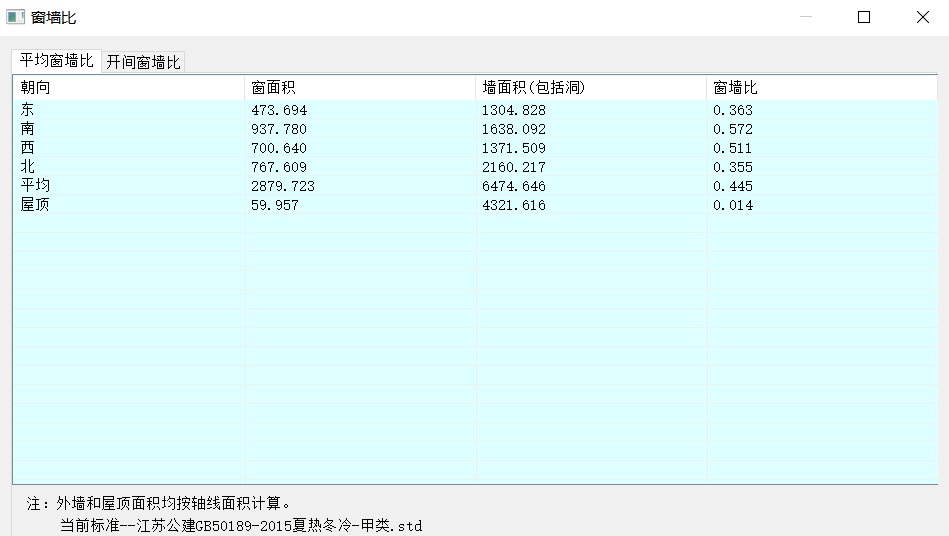 窗墙比
平均窗墙比 开间窗墙比
朝向 窗面积 墙面积(包括洞) 窗墙比
东 473.694 1304.828 0.363
南 937.780 1638.092 0.572
西 700.640 1371.509 0.511
北 767.609 2160.217 0.355
平均 2879.723 6474.646 0.445
屋顶 59.957 4321.616 0.014
注：外墙和屋顶面积均按轴线面积计算。
当前标准--江苏公建GB50189-2015夏热冬冷-甲类.std